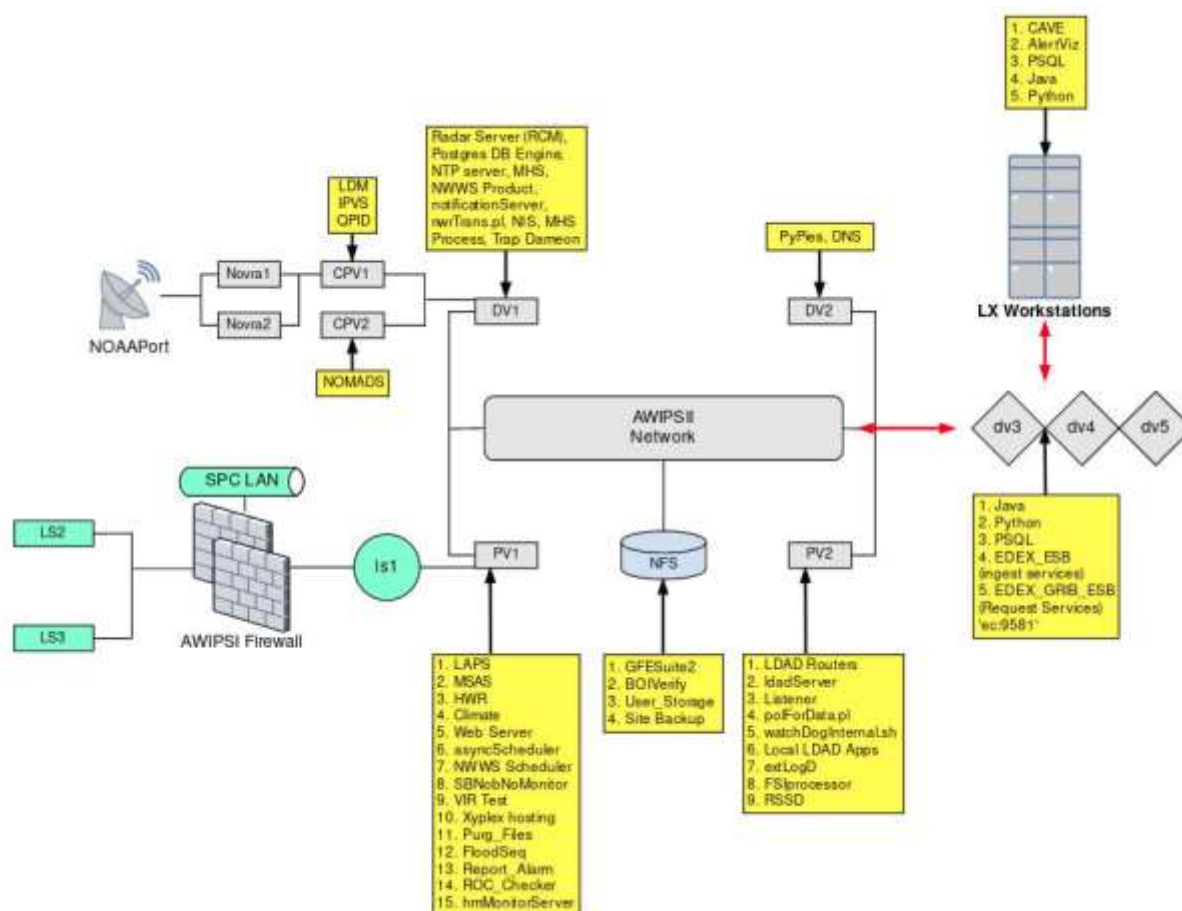 1. CAVE
2. AlertViz
3. PSQL
4. Java
5. Python
Radar Server (RCM),
Postgres DB Engine,
NTP server, MHS,
NWWS Product,
notificationServer,
nwrTrans.pl, NIS, MHS
Process, Trap Dameon
LDM
IPVS
QPID
PyPies, DNS
Novra1
CPV1
Novra2
CPV2
DV1
DV2
LX Workstations
NOAAPort
NOMADS
AWIPSII
Network
dv3
dv4
dv5
SPC LAN
LS2
ls1
PV1
NFS
PV2
LS3
AWIPSI Firewall
1. Java
2. Python
3. PSQL
4. EDEX_ESB
(ingest services)
5. EDEX_GRIB_ESB
(Request Services)
'ec:9581'
1. LAPS
2. MSAS
3. HWR
4. Climate
5. Web Server
6. asyncScheduler
7. NWWS Scheduler
8. SBNobNoMonitor
9. VIR Test
10. Xyplex hosting
11. Purg_Files
12. FloodSeq
13. Report_Alarm
14. ROC_Checker
15. hmMonitorServer
1. GFESuite2
2. BOIVerify
3. User_Storage
4. Site Backup
1. LDAD Routers
2. ldadServer
3. Listener
4. polForData.pl
5. watchDogInternal.sh
6. Local LDAD Apps
7. extLogD
8. FSIprocessor
9. RSSD